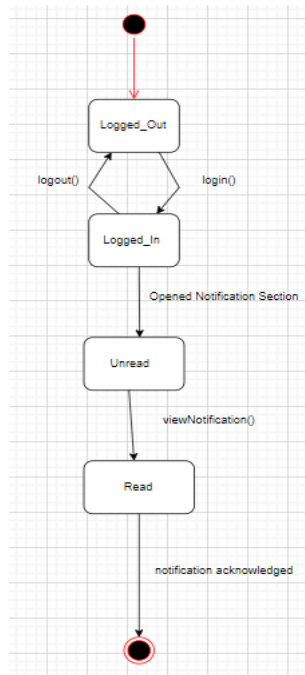 Logged_Out
logout()
login()
Logged_In
Opened Notification Section
Unread
viewNotification()
Read
notification acknowledged